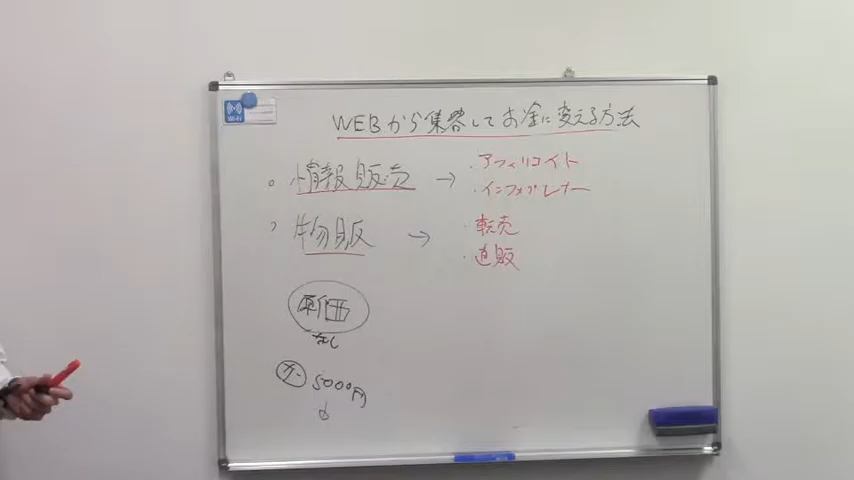 WEBから集客してお金に変える方法
。情報販売 → ・アフィリエイト
・インフォプレナー
物販 → ・転売
・直販
原価
なし
5000円
↓